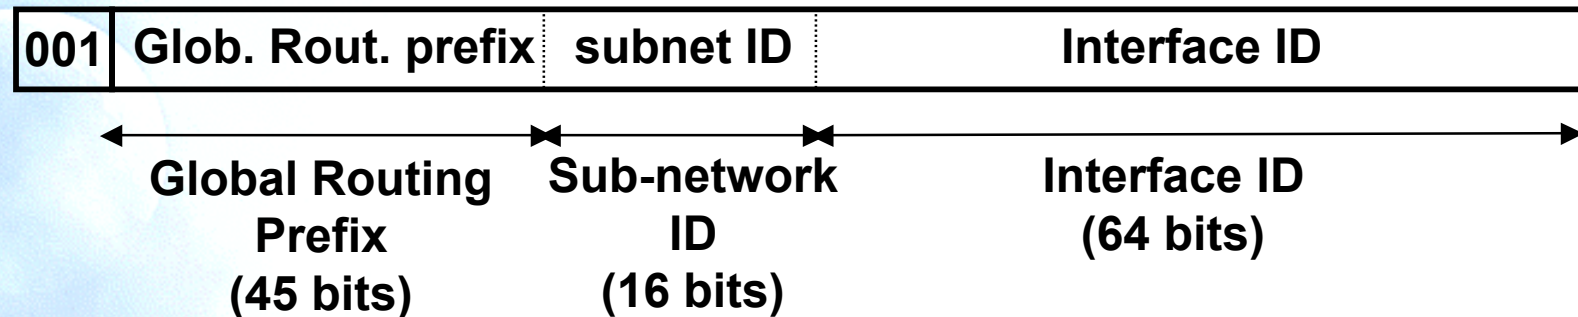 001 Glob. Rout. prefix subnet ID Interface ID
Global Routing
Prefix
(45 bits)
Sub-network
ID
(16 bits)
Interface ID
(64 bits)